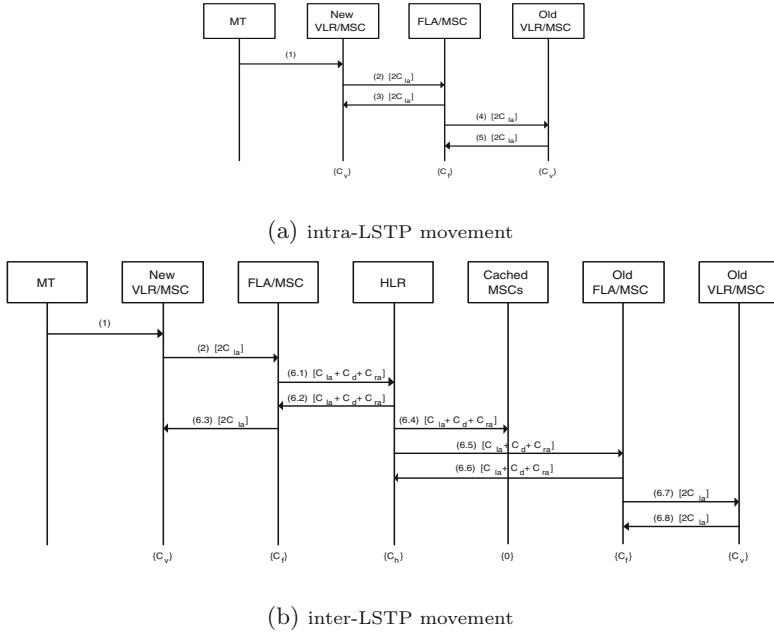 MT
New
VLR/MSC
FLA/MSC
Old
VLR/MSC
(1)
(2) [2C la]
(3) [2C la]
(4) [2C la]
(5) [2C la]
{C v}
{C f}
{C v}
(a) intra-LSTP movement
MT
New
VLR/MSC
FLA/MSC
HLR
Cached
MSCs
Old
FLA/MSC
Old
VLR/MSC
(1)
(2) [2C la]
(6.1) [C la + C d + C ra]
(6.2) [C la + C d + C ra]
(6.3) [2C la]
(6.4) [C la + C d + C ra]
(6.5) [C la + C d + C ra]
(6.6) [C la + C d + C ra]
(6.7) [2C la]
(6.8) [2C la]
{C v}
{C f}
{C h}
{0}
{C f}
{C v}
(b) inter-LSTP movement